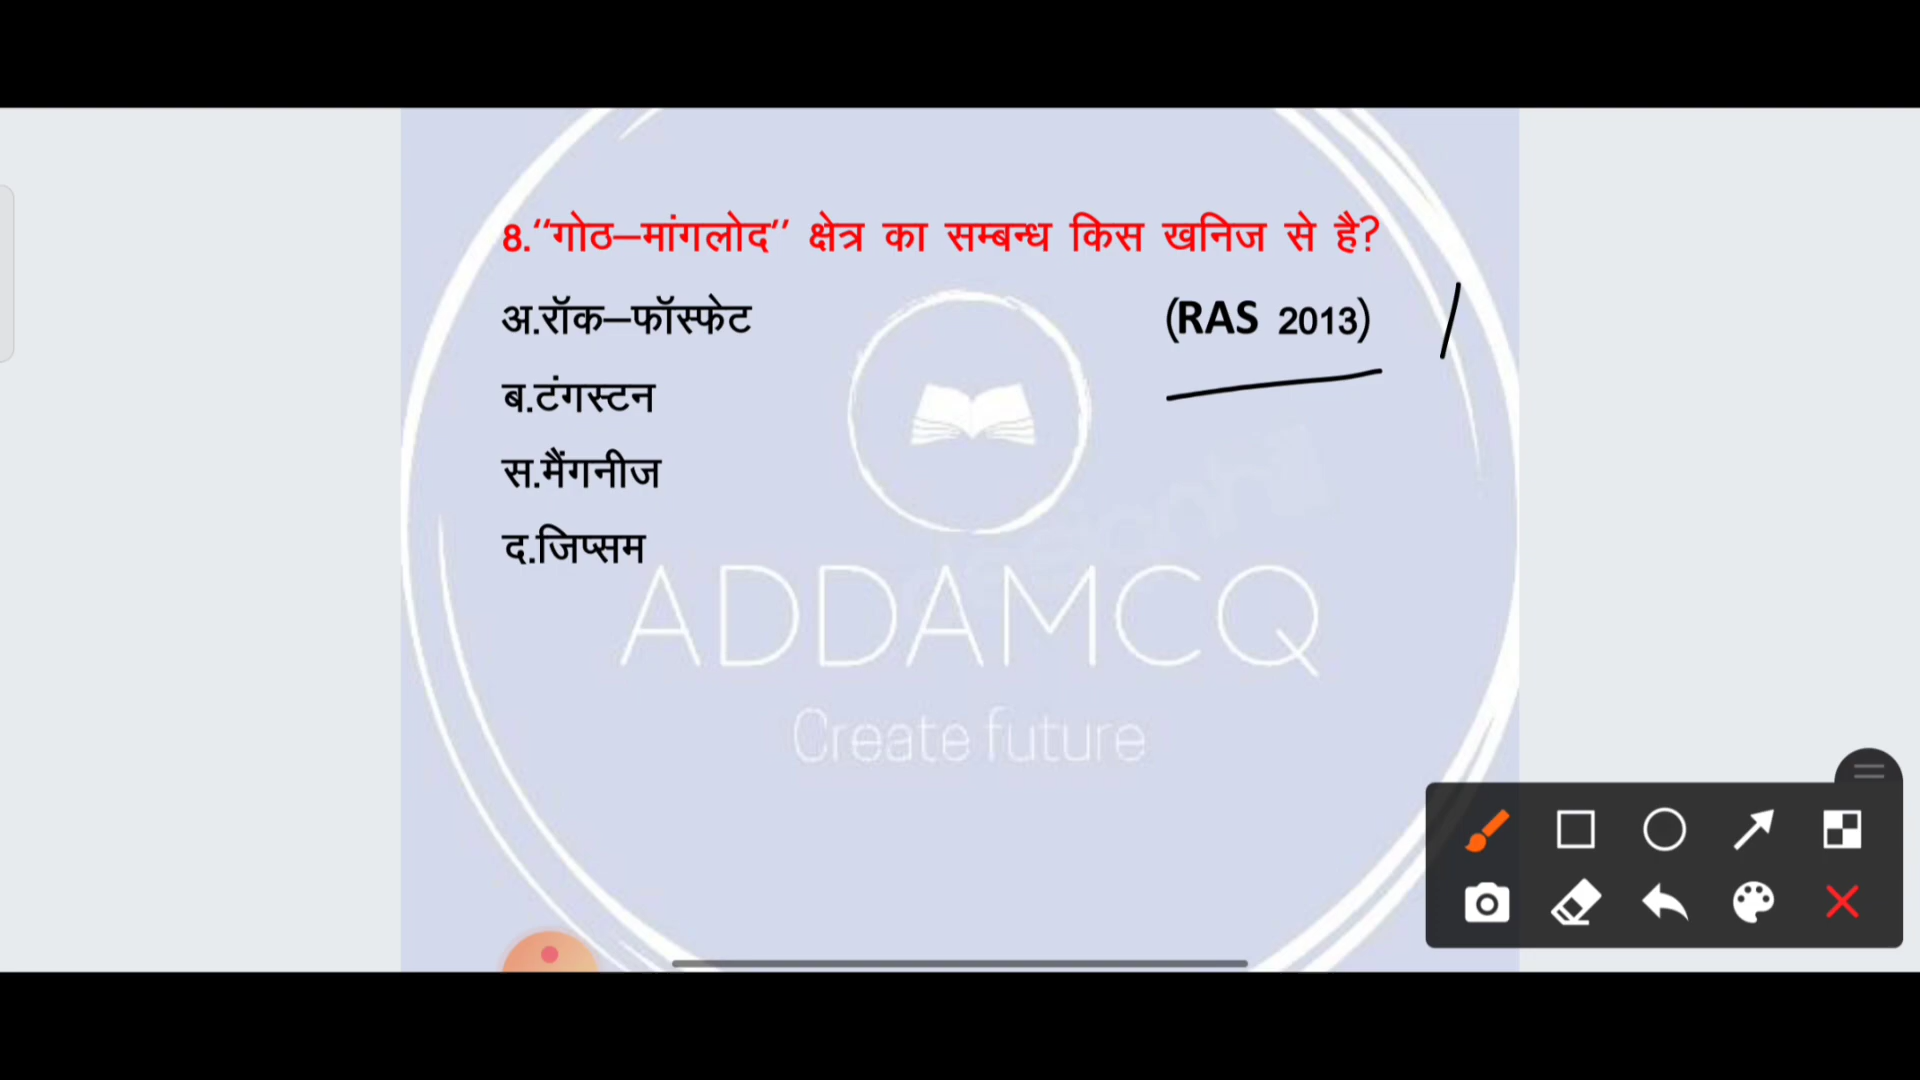 8.‘‘गोठ–मांगलोद’’ क्षेत्र का सम्बन्ध किस खनिज से है?
अ.रॉक–फॉस्फेट (RAS 2013)
ब.टंगस्टन
स.मैंगनीज
द.जिप्सम
ADDAMCQ
Create future